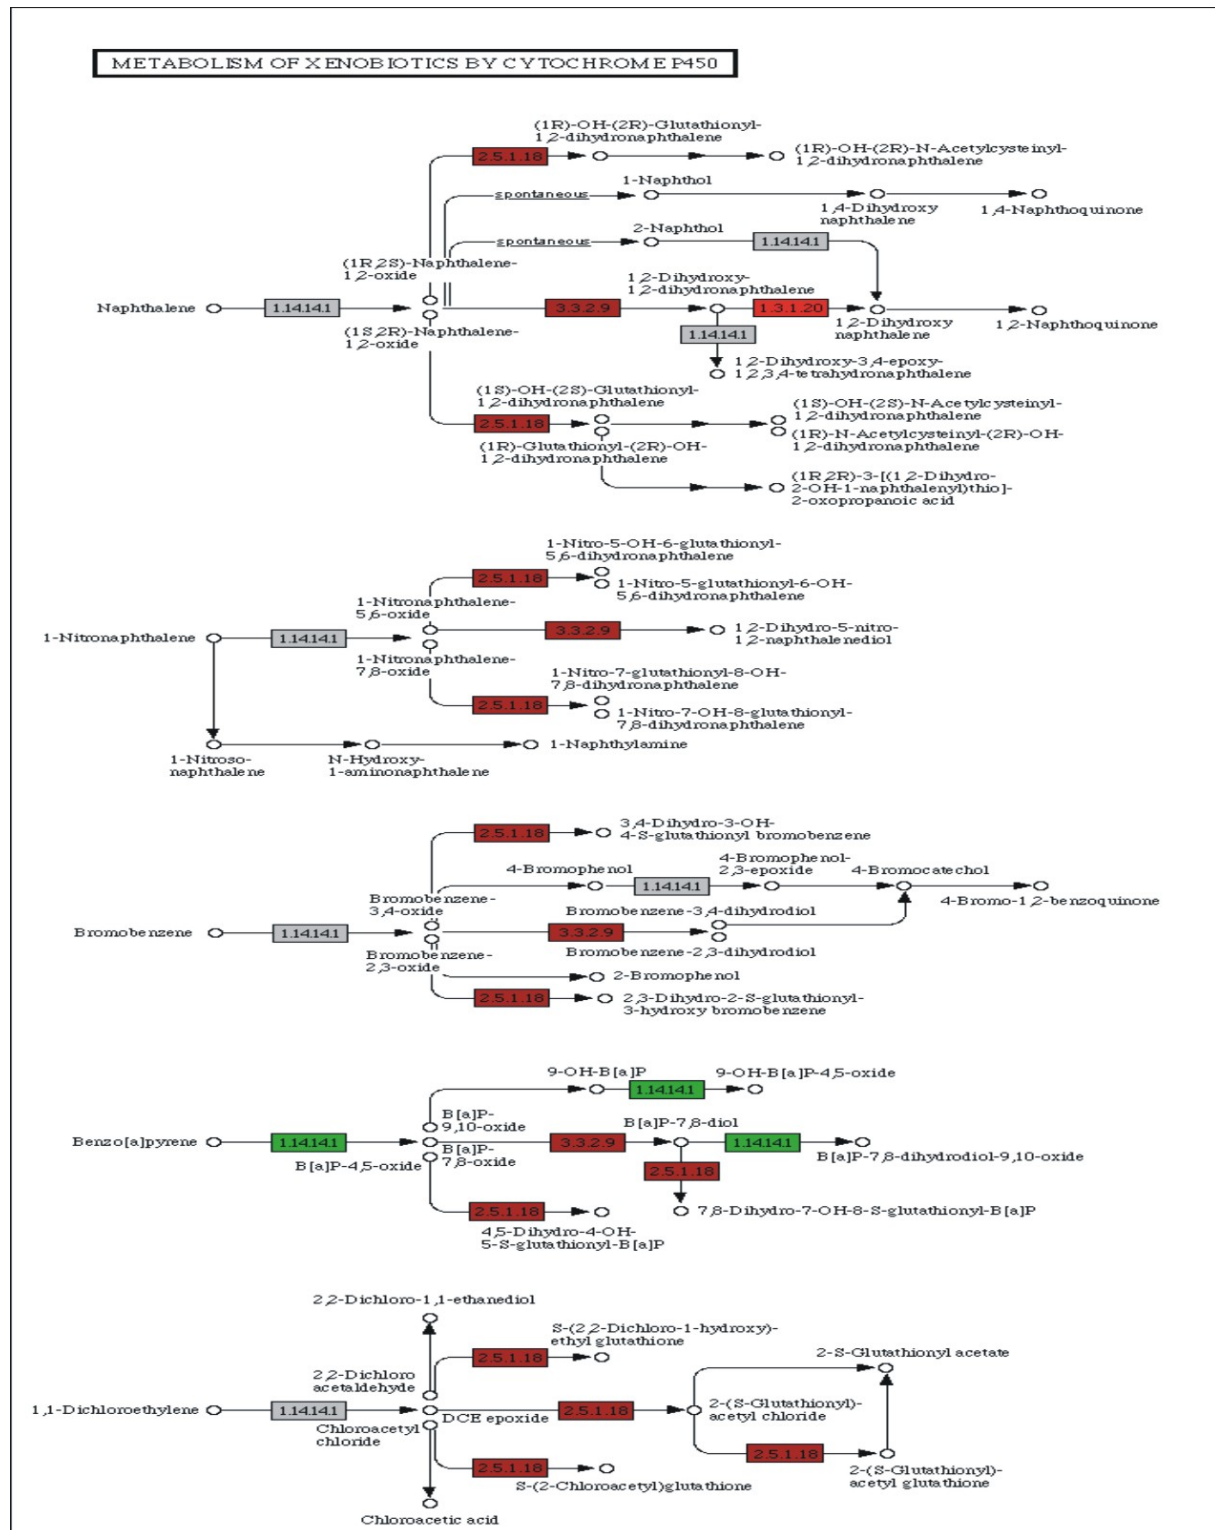 METABOLISM OF XENOBIOTICS BY CYTOCHROME P450
(1R)-OH-(2R)-Glutathionyl-
1,2-dihydronaphthalene
2.5.1.18
(1R)-OH-(2R)-N-Acetylcysteinyl-
1,2-dihydronaphthalene
1-Naphthol
spontaneous
1,4-Dihydroxy
naphthalene
1,4-Naphthoquinone
2-Naphthol
spontaneous
1.14.14.1
(1R,2S)-Naphthalene-
1,2-oxide
1,2-Dihydroxy-
1,2-dihydronaphthalene
Naphthalene
1.14.14.1
3.3.2.9
1.3.1.20
(1S,2R)-Naphthalene-
1,2-oxide
1.14.14.1
1,2-Dihydroxy
naphthalene
1,2-Naphthoquinone
1,2-Dihydroxy-3,4-epoxy-
1,2,3,4-tetrahydronaphthalene
(1S)-OH-(2S)-Glutathionyl-
1,2-dihydronaphthalene
2.5.1.18
(1S)-OH-(2S)-N-Acetylcysteinyl-
1,2-dihydronaphthalene
(1R)-Glutathionyl-(2R)-OH-
1,2-dihydronaphthalene
(1R)-N-Acetylcysteinyl-(2R)-OH-
1,2-dihydronaphthalene
(1R,2R)-3-[(1,2-Dihydro-
2-OH-1-naphthalenyl)thio]-
2-oxopropanoic acid
1-Nitro-5-OH-6-glutathionyl-
5,6-dihydronaphthalene
2.5.1.18
1-Nitro-5-glutathionyl-6-OH-
5,6-dihydronaphthalene
1-Nitronaphthalene-
5,6-oxide
1-Nitronaphthalene
1.14.14.1
3.3.2.9
1,2-Dihydro-5-nitro-
1,2-naphthalenediol
1-Nitronaphthalene-
7,8-oxide
1-Nitro-7-glutathionyl-8-OH-
7,8-dihydronaphthalene
2.5.1.18
1-Nitro-7-OH-8-glutathionyl-
7,8-dihydronaphthalene
1-Nitroso-
naphthalene
N-Hydroxy-
1-aminonaphthalene
1-Naphthylamine
2.5.1.18
3,4-Dihydro-3-OH-
4-S-glutathionyl bromobenzene
4-Bromophenol
1.14.14.1
4-Bromophenol-
2,3-epoxide
4-Bromocatechol
4-Bromo-1,2-benzoquinone
Bromobenzene-
3,4-oxide
Bromobenzene-3,4-dihydrodiol
Bromobenzene
1.14.14.1
3.3.2.9
Bromobenzene-
2,3-oxide
Bromobenzene-2,3-dihydrodiol
2-Bromophenol
2.5.1.18
2,3-Dihydro-2-S-glutathionyl-
3-hydroxy bromobenzene
9-OH-B[a]P
1.14.14.1
9-OH-B[a]P-4,5-oxide
B[a]P-
9,10-oxide
B[a]P-7,8-diol
Benzo[a]pyrene
1.14.14.1
3.3.2.9
1.14.14.1
B[a]P-4,5-oxide
B[a]P-
7,8-oxide
B[a]P-7,8-dihydrodiol-9,10-oxide
2.5.1.18
2.5.1.18
7,8-Dihydro-7-OH-8-S-glutathionyl-B[a]P
4,5-Dihydro-4-OH-
5-S-glutathionyl-B[a]P
2,2-Dichloro-1,1-ethanediol
S-(2,2-Dichloro-1-hydroxy)-
ethyl glutathione
2.5.1.18
2-S-Glutathionyl acetate
2,2-Dichloro
acetaldehyde
1,1-Dichloroethylene
1.14.14.1
DCE epoxide
2.5.1.18
2-(S-Glutathionyl)-
acetyl chloride
Chloroacetyl
chloride
2.5.1.18
2.5.1.18
2-(S-Glutathionyl)-
acetyl glutathione
S-(2-Chloroacetyl)glutathione
Chloroacetic acid